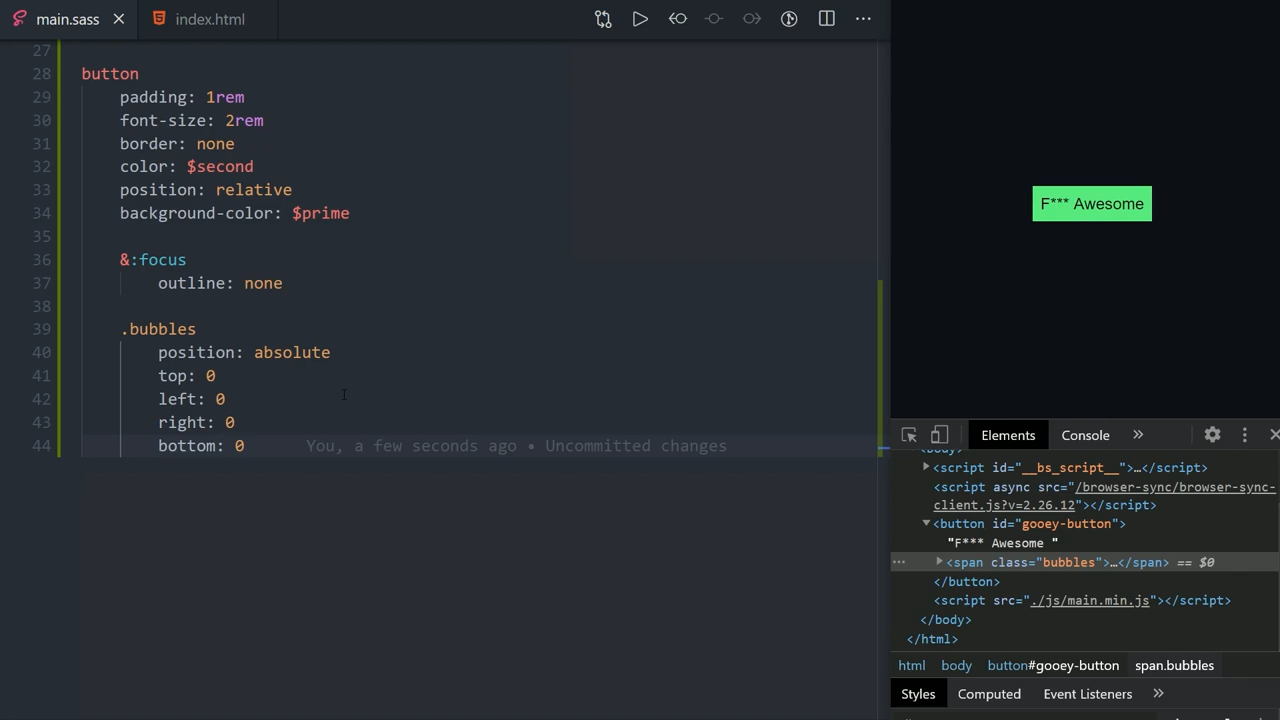 main.sass
index.html
27
28 button
29 padding: 1rem
30 font-size: 2rem
31 border: none
32 color: $second
33 position: relative
34 background-color: $prime
35
36 &:focus
37 outline: none
38
39 .bubbles
40 position: absolute
41 top: 0
42 left: 0
43 right: 0
44 bottom: 0 You, a few seconds ago • Uncommitted changes
F*** Awesome
Elements Console
<body>
<script id="__bs_script__">…</script>
<script async src="/browser-sync/browser-sync-
client.js?v=2.26.12"></script>
<button id="gooey-button">
"F*** Awesome "
<span class="bubbles">…</span> == $0
</button>
<script src="./js/main.min.js"></script>
</body>
</html>
html body button#gooey-button span.bubbles
Styles Computed Event Listeners